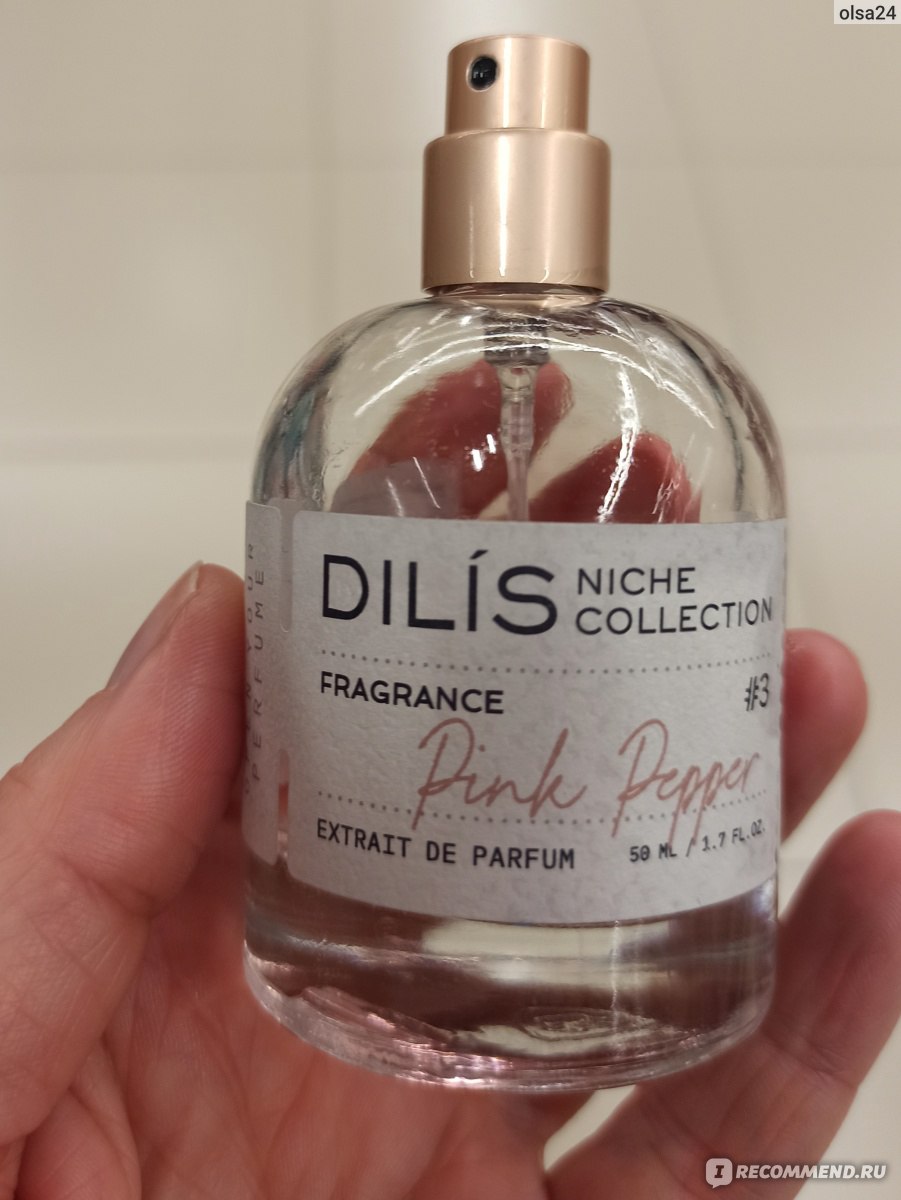 olsa24
PERFUME
DILÍS NICHE COLLECTION
FRAGRANCE #3
Pink Pepper
EXTRAIT DE PARFUM 50 ML / 1.7 FL.OZ.
I RECOMMEND.RU